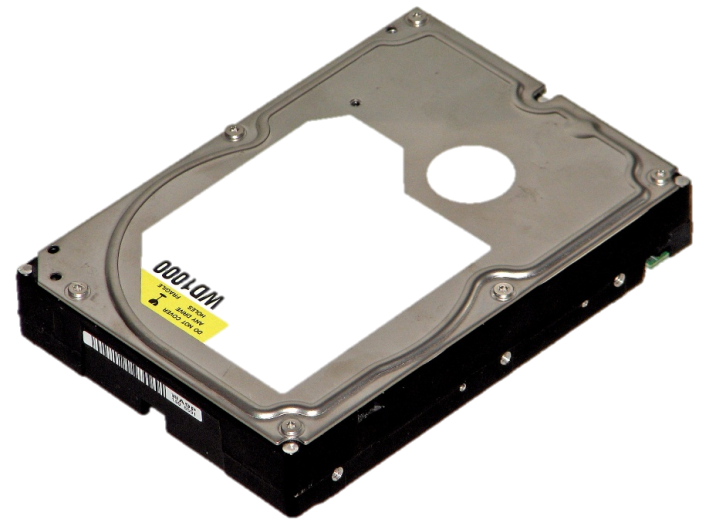 WD1000
DO NOT COVER
ANY DRIVE
HOLES
FRAGILE